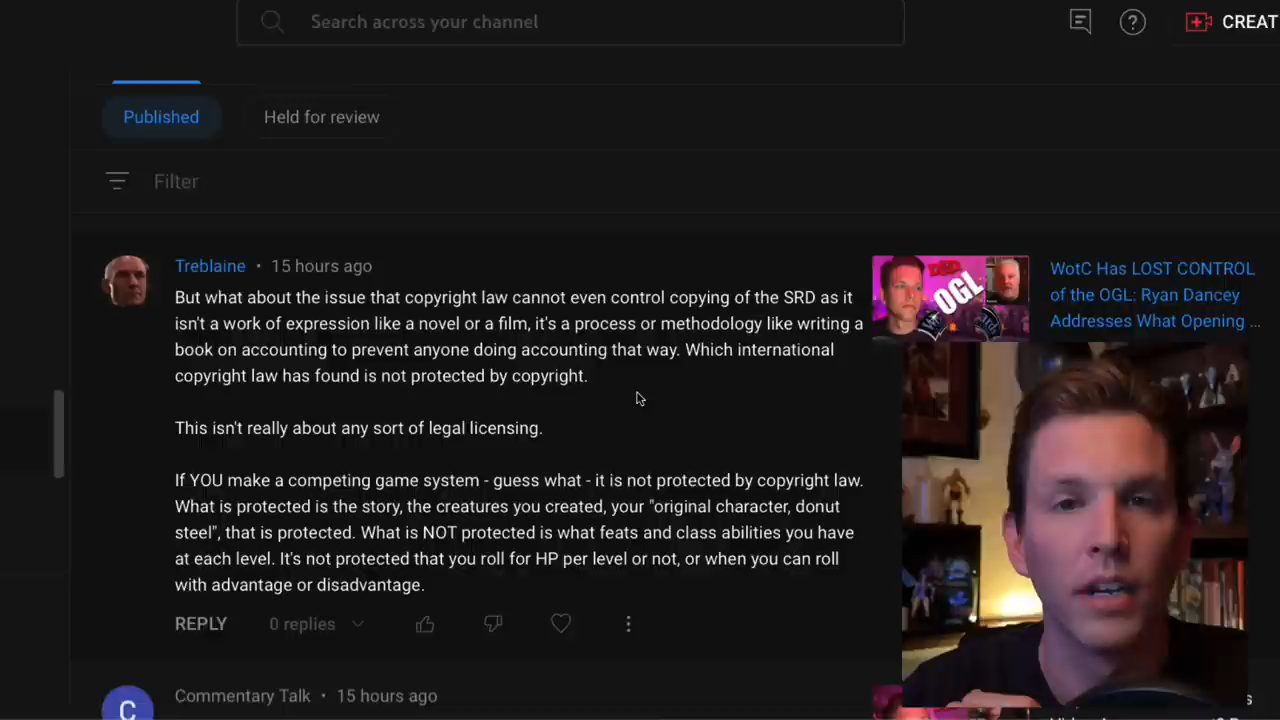 Search across your channel
CREAT
Published
Held for review
Filter
Treblaine • 15 hours ago
But what about the issue that copyright law cannot even control copying of the SRD as it
isn't a work of expression like a novel or a film, it's a process or methodology like writing a
book on accounting to prevent anyone doing accounting that way. Which international
copyright law has found is not protected by copyright.
This isn't really about any sort of legal licensing.
If YOU make a competing game system - guess what - it is not protected by copyright law.
What is protected is the story, the creatures you created, your "original character, donut
steel", that is protected. What is NOT protected is what feats and class abilities you have
at each level. It's not protected that you roll for HP per level or not, or when you can roll
with advantage or disadvantage.
REPLY
0 replies
D&D
OGL
WotC Has LOST CONTROL
of the OGL: Ryan Dancey
Addresses What Opening ...
C
Commentary Talk • 15 hours ago